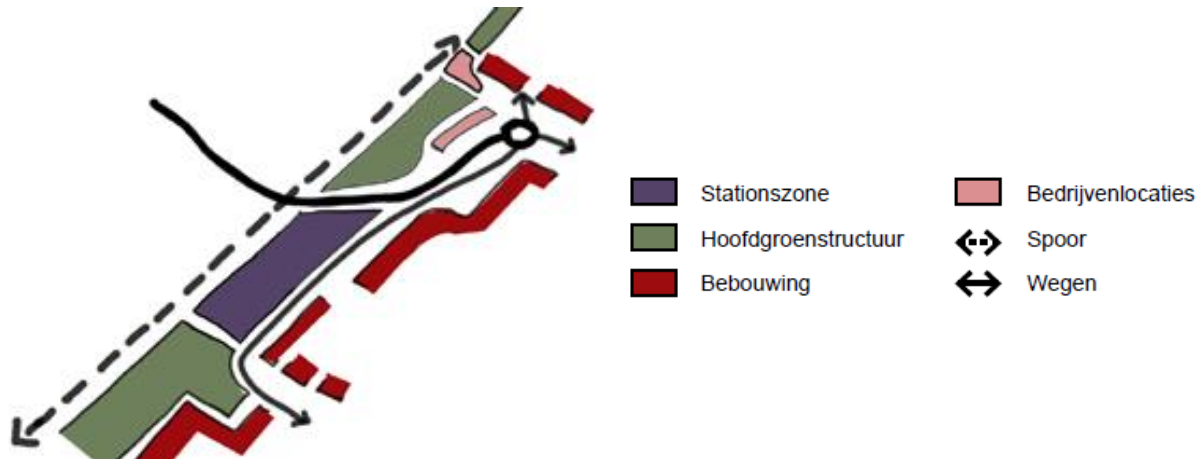 Stationszone
Hoofdgroenstructuur
Bebouwing
Bedrijvenlocaties
Spoor
Wegen